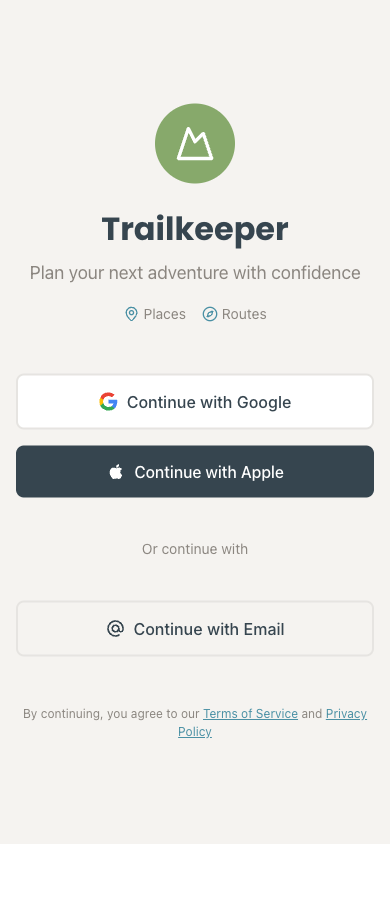 Trailkeeper
Plan your next adventure with confidence
Places Routes
Continue with Google
Continue with Apple
Or continue with
Continue with Email
By continuing, you agree to our Terms of Service and Privacy
Policy